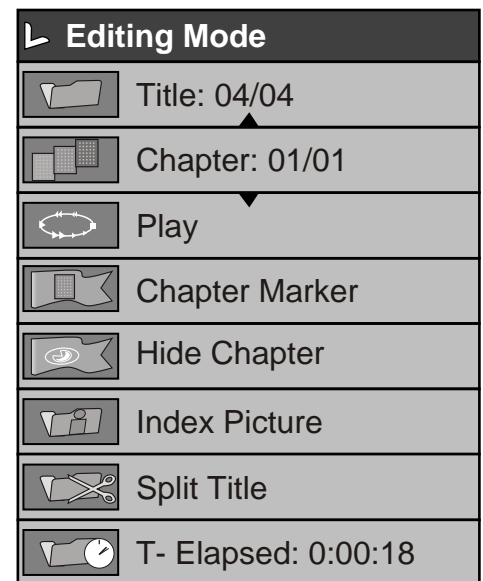 Editing Mode
Title: 04/04
Chapter: 01/01
Play
Chapter Marker
Hide Chapter
Index Picture
Split Title
T- Elapsed: 0:00:18